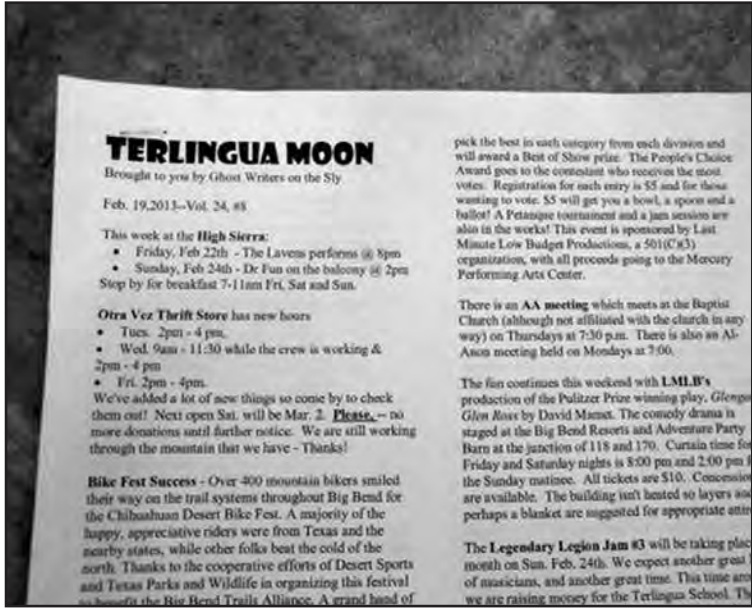 TERLINGUA MOON
Brought to you by Ghost Writers on the Sly
Feb. 19,2013--Vol. 24, #8
This week at the High Sierra:
• Friday, Feb 22th - The Lavens performs @ 8pm
• Sunday, Feb 24th - Dr Fun on the balcony @ 2pm
Stop by for breakfast 7-11am Fri, Sat and Sun.
Otra Vez Thrift Store has new hours
• Tues. 2pm - 4 pm,
• Wed. 9am - 11:30 while the crew is working &
2pm - 4 pm
• Fri. 2pm - 4pm.
We've added a lot of new things so come by to check
them out! Next open Sat. will be Mar. 2. Please, -- no
more donations until further notice. We are still working
through the mountain that we have - Thanks!
Bike Fest Success - Over 400 mountain bikers smiled
their way on the trail systems throughout Big Bend for
the Chihuahuan Desert Bike Fest. A majority of the
happy, appreciative riders were from Texas and the
nearby states, while other folks beat the cold of the
north. Thanks to the cooperative efforts of Desert Sports
and Texas Parks and Wildlife in organizing this festival
to benefit the Big Bend Trails Alliance. A grand hand of
pick the best in each category from each division and
will award a Best of Show prize. The People's Choice
Award goes to the contestant who receives the most
votes. Registration for each entry is $5 and for those
wanting to vote. $5 will get you a bowl, a spoon and a
ballot! A Petanque tournament and a jam session are
also in the works! This event is sponsored by Last
Minute Low Budget Productions, a 501(C)(3)
organization, with all proceeds going to the Mercury
Performing Arts Center.
There is an AA meeting which meets at the Baptist
Church (although not affiliated with the church in any
way) on Thursdays at 7:30 p.m. There is also an Al-
Anon meeting held on Mondays at 7:00.
The fun continues this weekend with LMLB's
production of the Pulitzer Prize winning play, Glenga
Glen Ross by David Mamet. The comedy drama is
staged at the Big Bend Resorts and Adventure Party
Barn at the junction of 118 and 170. Curtain time for
Friday and Saturday nights is 8:00 pm and 2:00 pm f
the Sunday matinee. All tickets are $10. Concession
are available. The building isn't heated so layers and
perhaps a blanket are suggested for appropriate attir
The Legendary Legion Jam #3 will be taking plac
month on Sun. Feb. 24th. We expect another great
of musicians, and another great time. This time are
we are raising money for the Terlingua School. Th